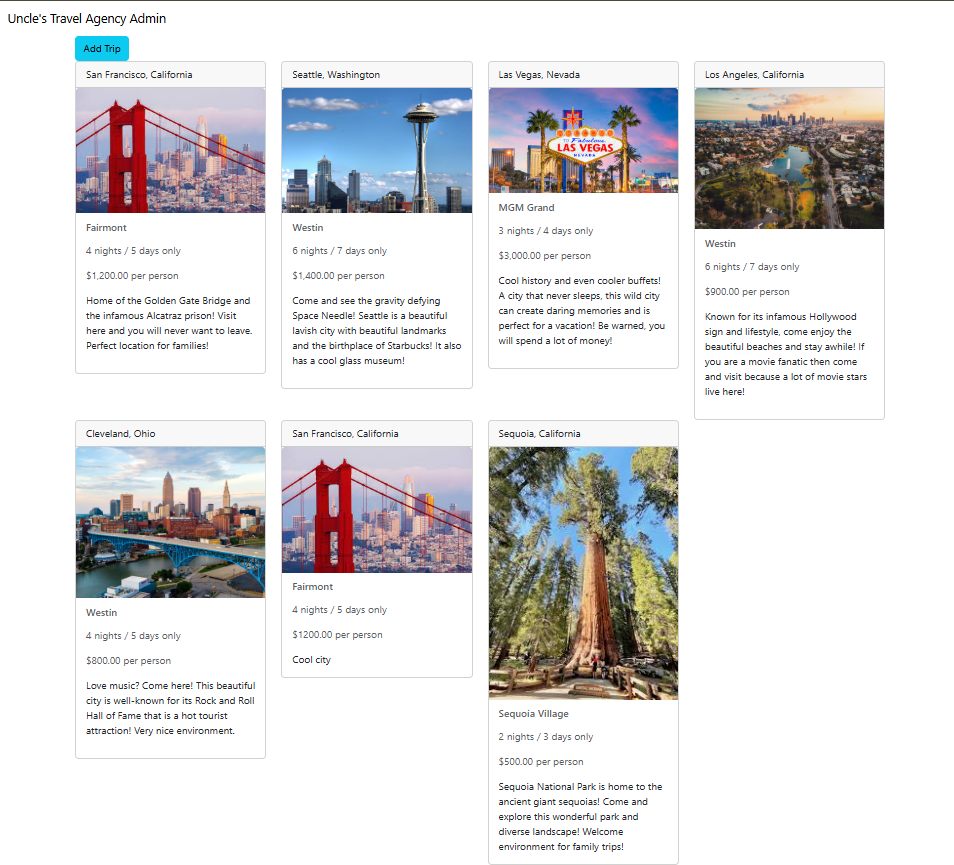 Uncle's Travel Agency Admin
Add Trip
San Francisco, California
Fairmont
4 nights / 5 days only
$1,200.00 per person
Home of the Golden Gate Bridge and
the infamous Alcatraz prison! Visit
here and you will never want to leave.
Perfect location for families!
Seattle, Washington
Westin
6 nights / 7 days only
$1,400.00 per person
Come and see the gravity defying
Space Needle! Seattle is a beautiful
lavish city with beautiful landmarks
and the birthplace of Starbucks! It also
has a cool glass museum!
Las Vegas, Nevada
TO Fabulous
LAS VEGAS
NEVADA
MGM Grand
3 nights / 4 days only
$3,000.00 per person
Cool history and even cooler buffets!
A city that never sleeps, this wild city
can create daring memories and is
perfect for a vacation! Be warned, you
will spend a lot of money!
Los Angeles, California
Westin
6 nights / 7 days only
$900.00 per person
Known for its infamous Hollywood
sign and lifestyle, come enjoy the
beautiful beaches and stay awhile! If
you are a movie fanatic then come
and visit because a lot of movie stars
live here!
Cleveland, Ohio
Westin
4 nights / 5 days only
$800.00 per person
Love music? Come here! This beautiful
city is well-known for its Rock and Roll
Hall of Fame that is a hot tourist
attraction! Very nice environment.
San Francisco, California
Fairmont
4 nights / 5 days only
$1200.00 per person
Cool city
Sequoia, California
Sequoia Village
2 nights / 3 days only
$500.00 per person
Sequoia National Park is home to the
ancient giant sequoias! Come and
explore this wonderful park and
diverse landscape! Welcome
environment for family trips!